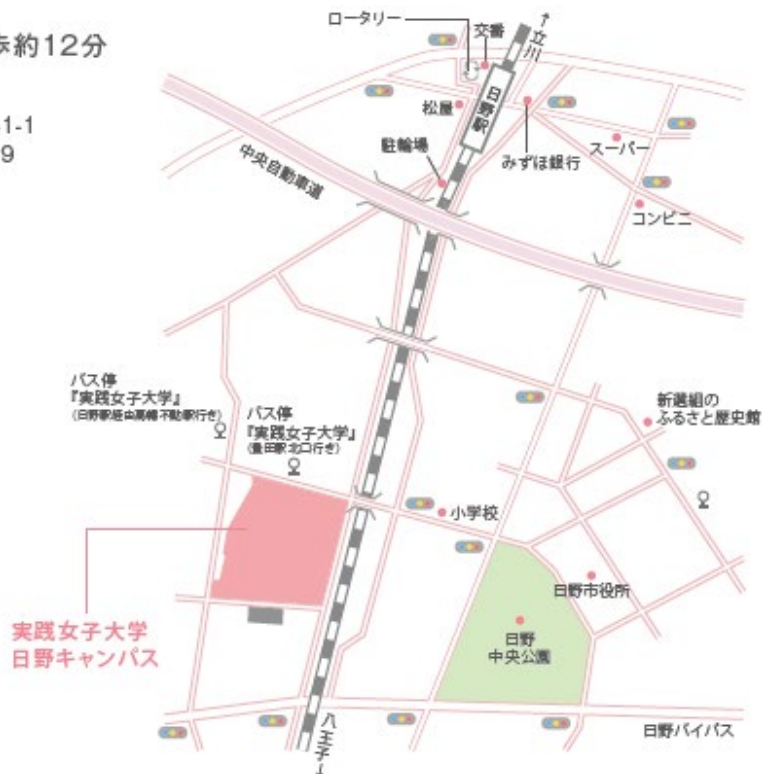 歩約12分
1-1
9
ロータリー
交番
↑立川
日野駅
松屋
駐輪場
みずほ銀行
スーパー
コンビニ
中央自動車道
バス停
『実践女子大学』
(日野駅経由高幡不動駅行き)
バス停
『実践女子大学』
(豊田駅北口行き)
新選組の
ふるさと歴史館
小学校
日野市役所
日野
中央公園
実践女子大学
日野キャンパス
日野バイパス
八王子↓